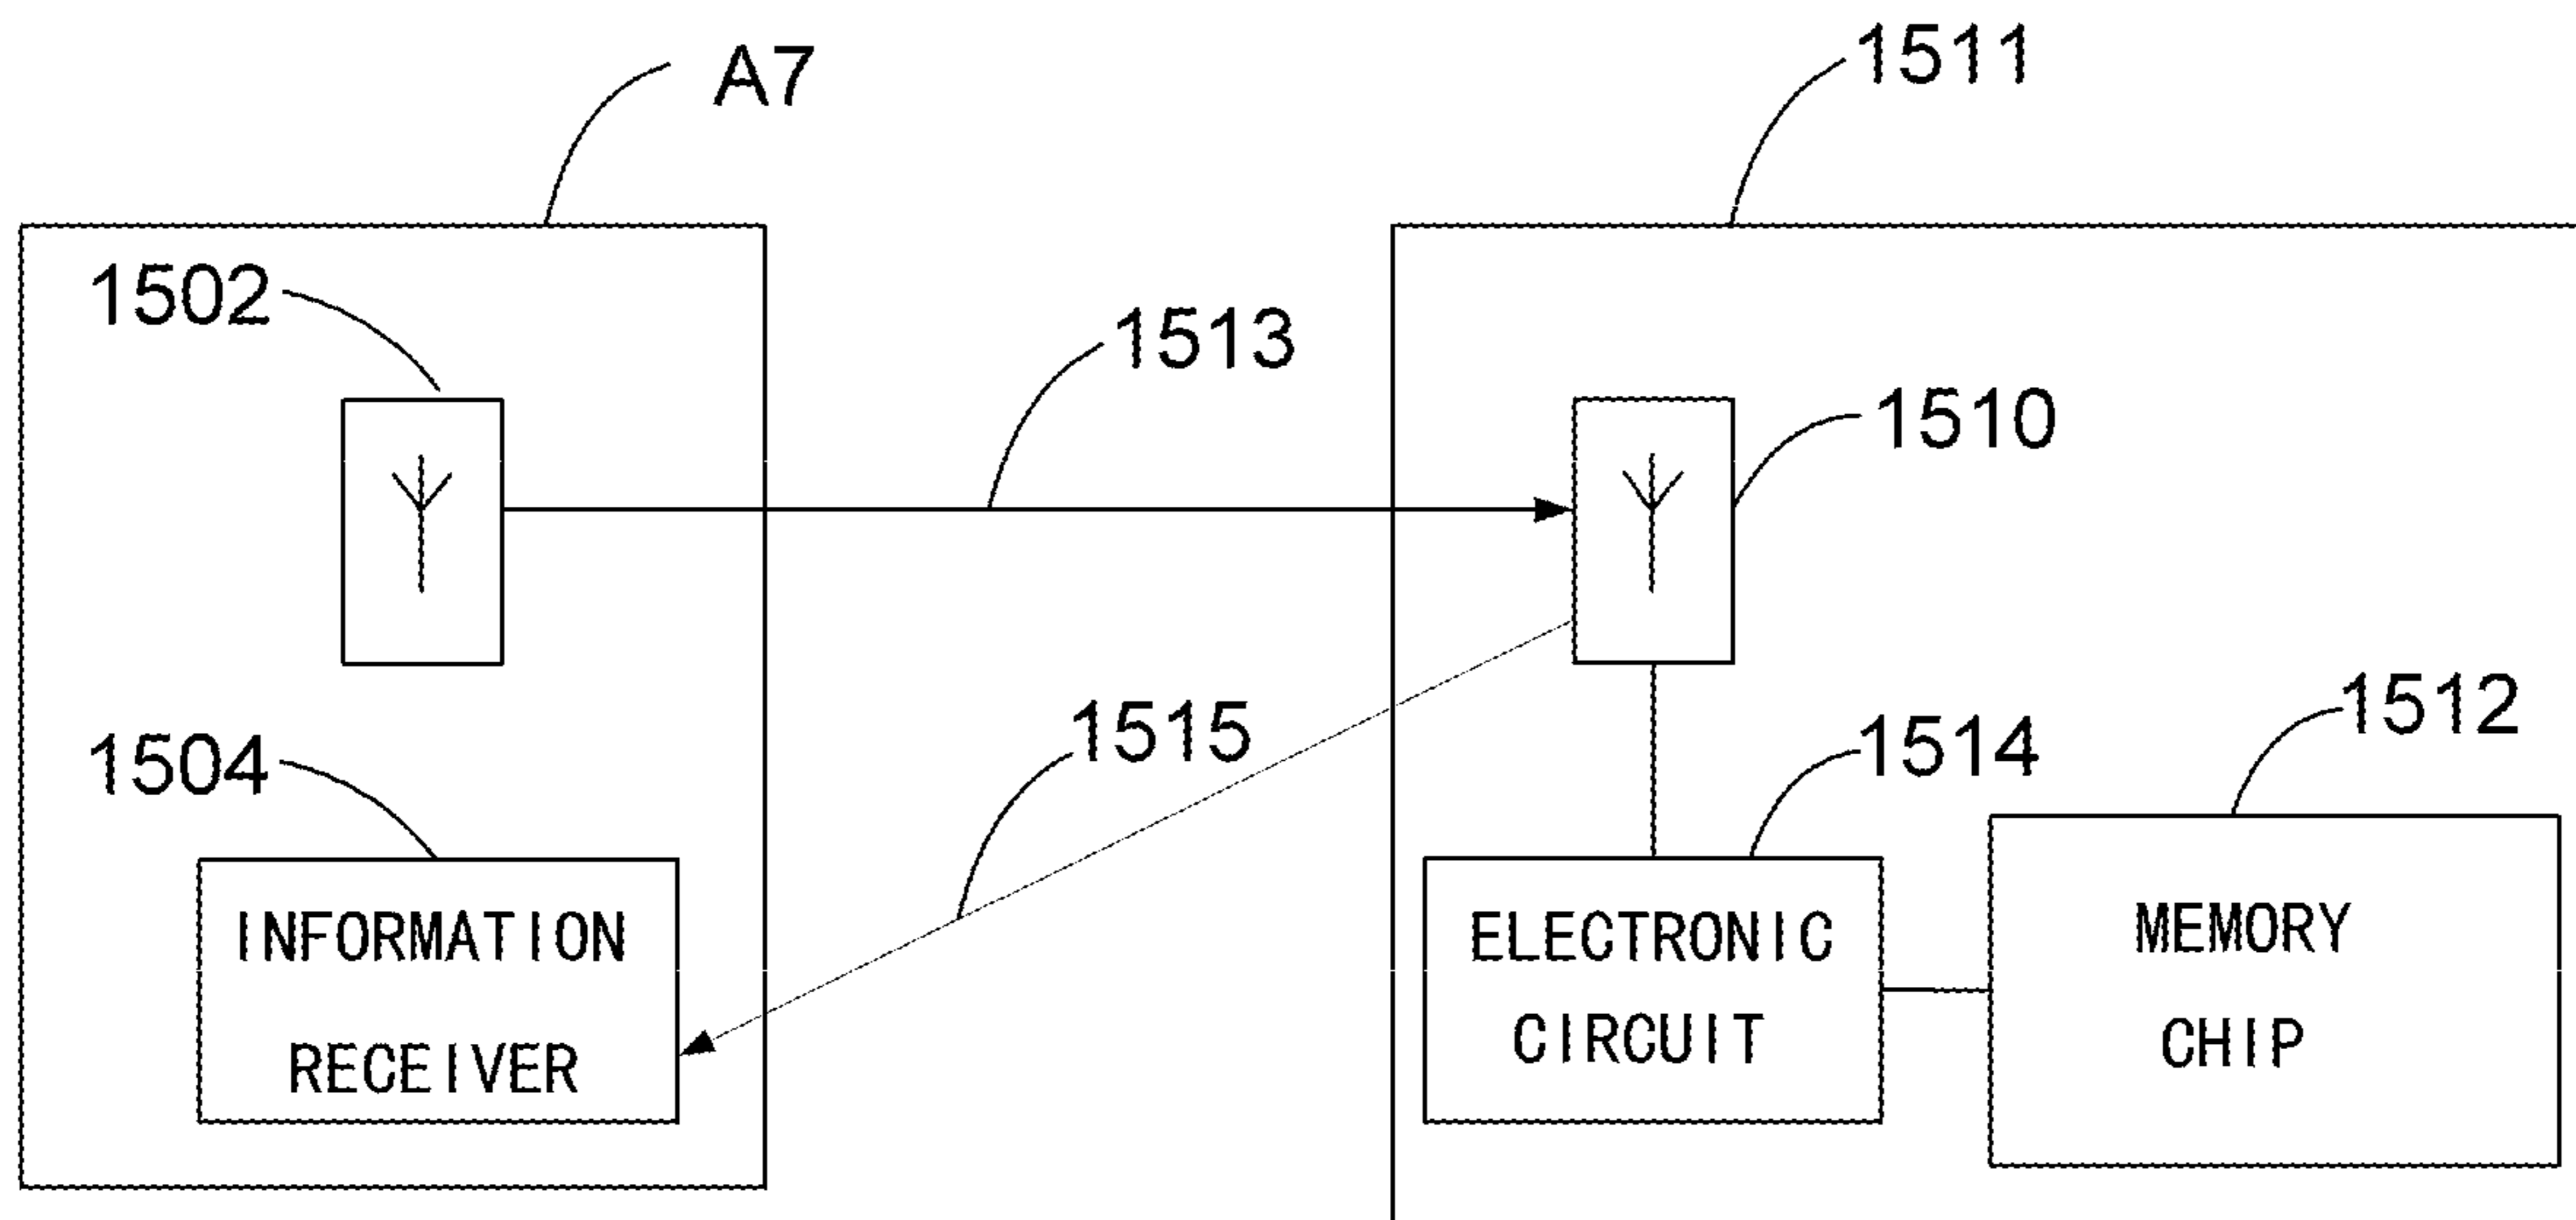 A7
1511
1502
1513
1510
1515
1512
1504
1514
INFORMATION
RECEIVER
ELECTRONIC
CIRCUIT
MEMORY
CHIP